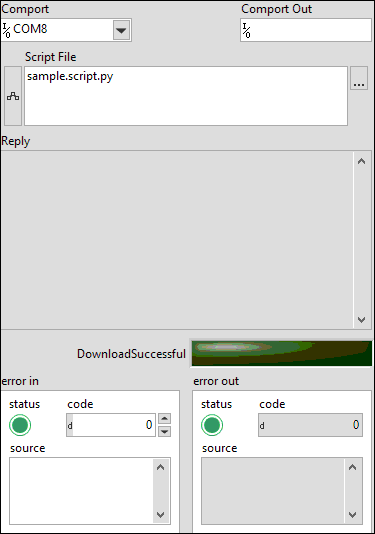 Comport
Comport Out
I/O COM8
I/O
Script File
sample.script.py
...
Reply
DownloadSuccessful
error in
error out
status code
d 0
source
status code
d 0
source